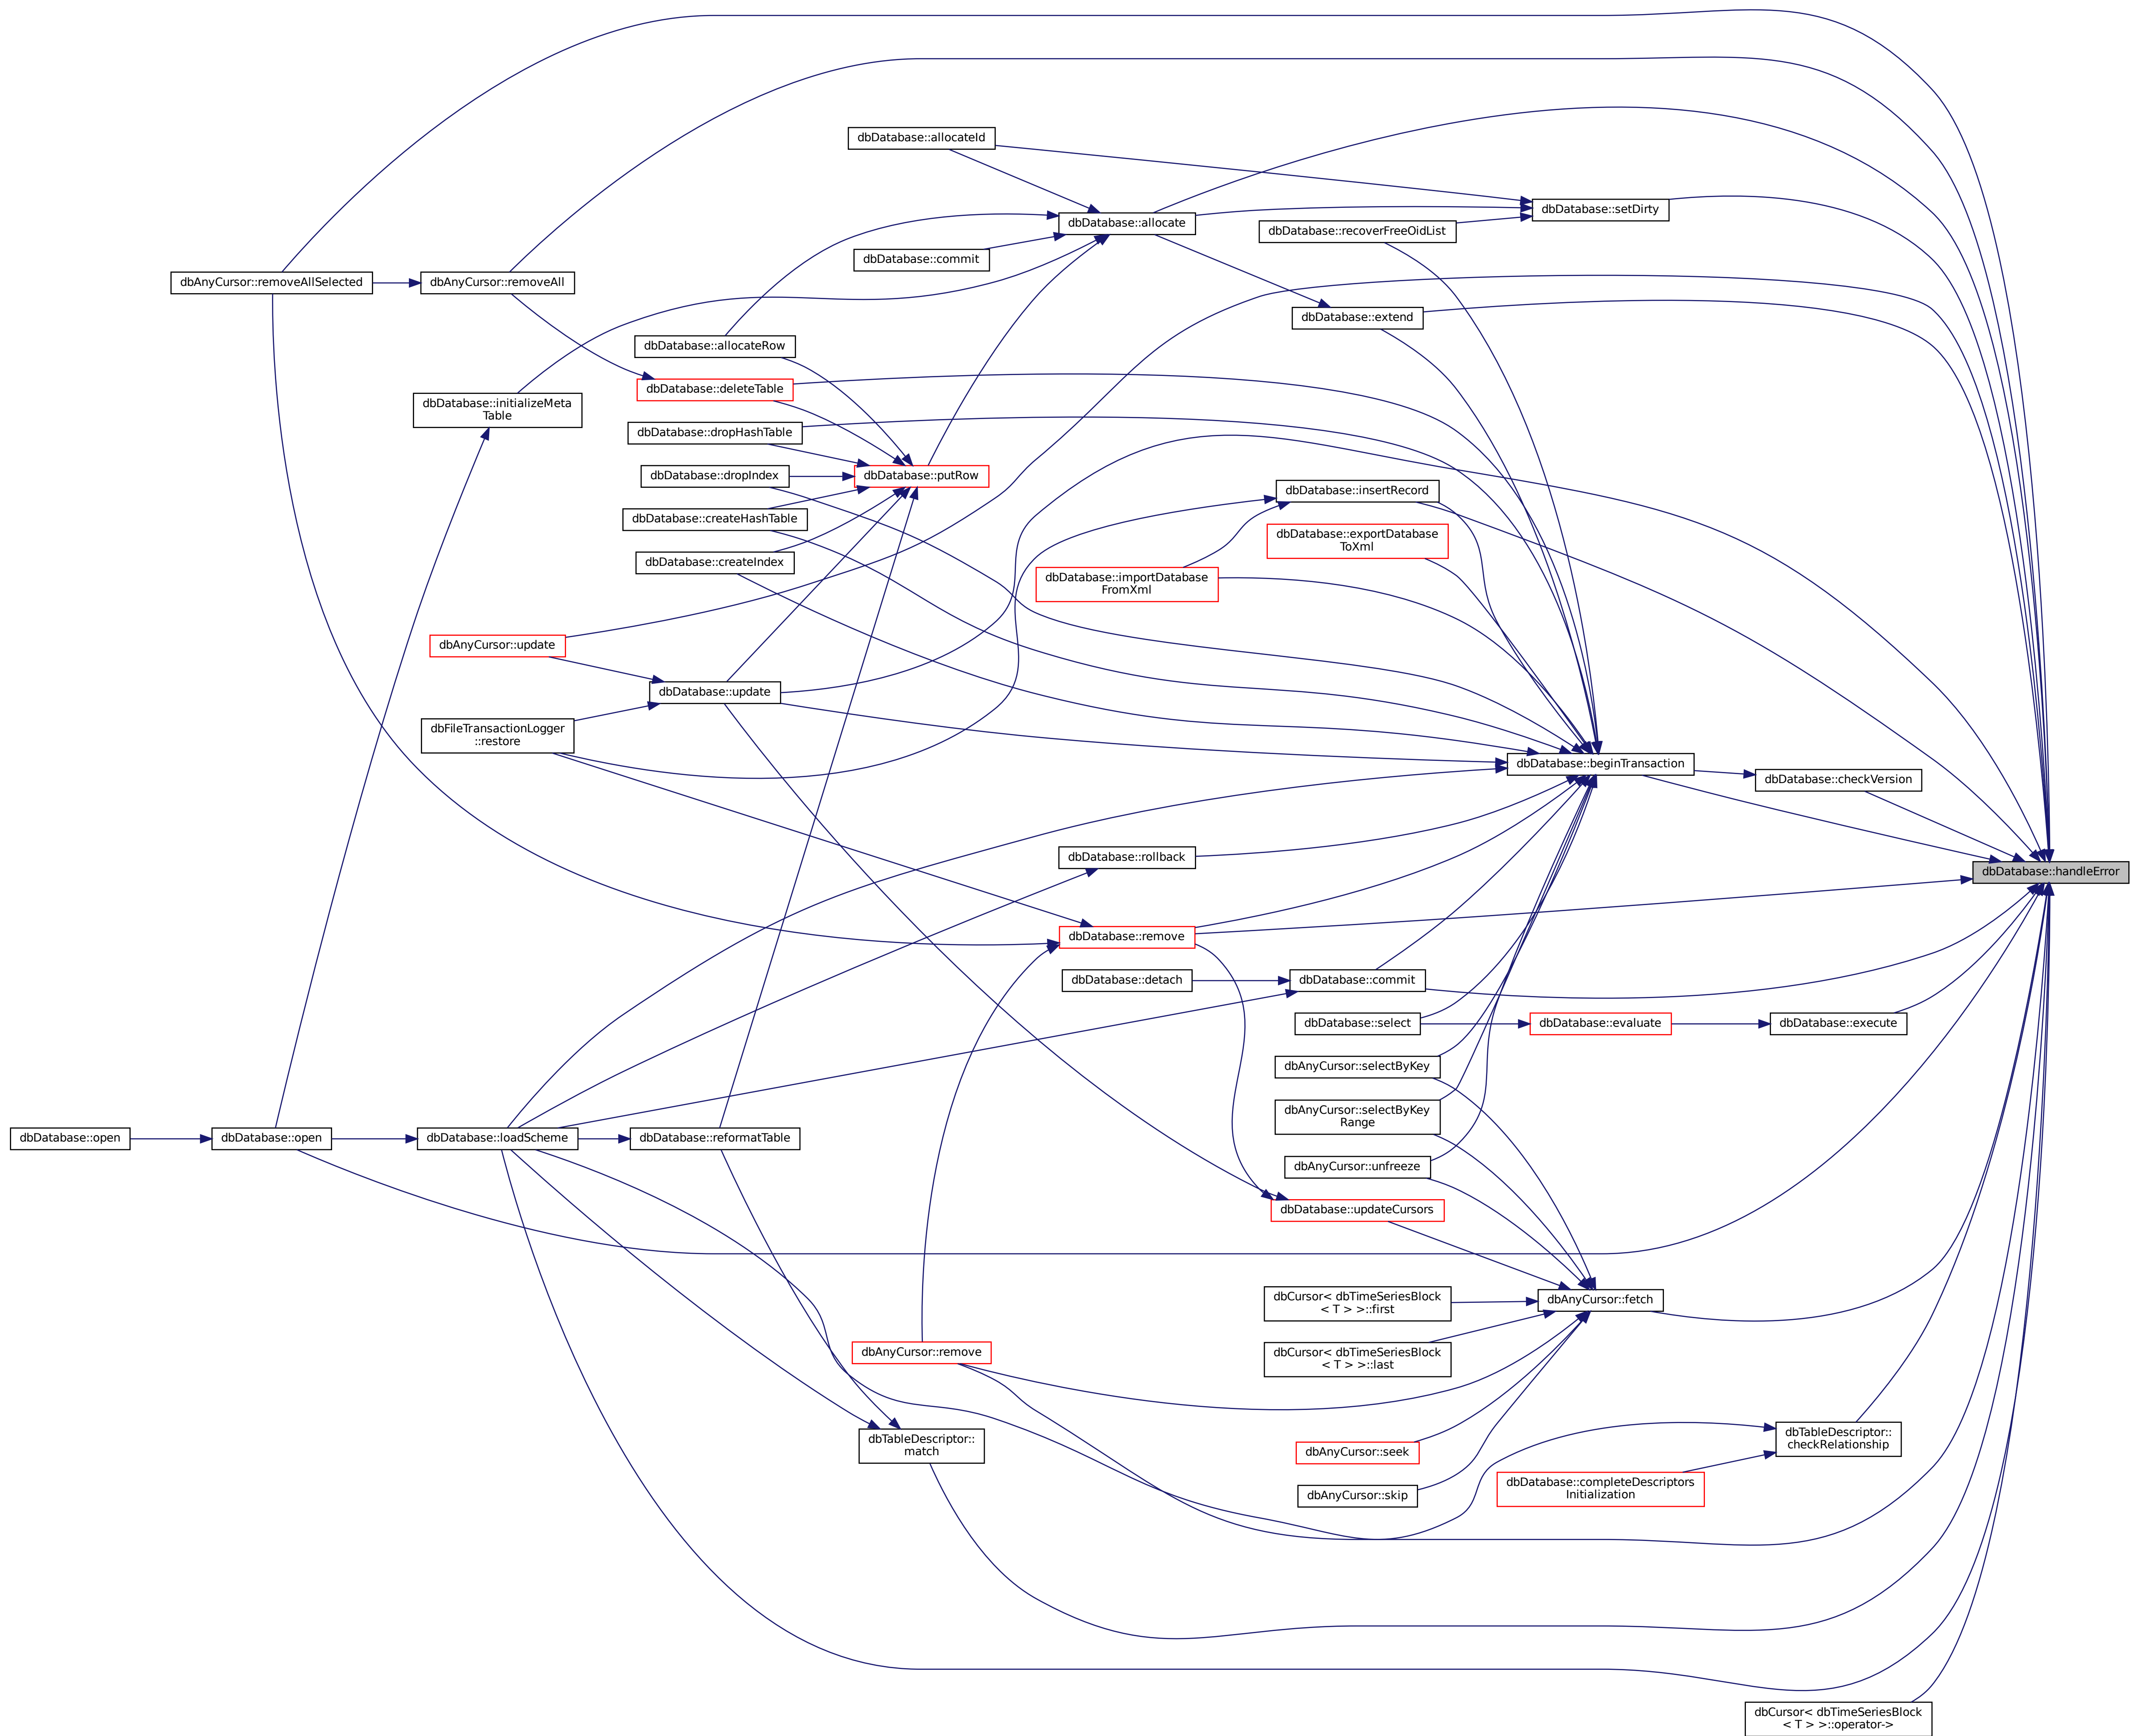 dbDatabase::allocateId
dbDatabase::allocate
dbDatabase::setDirty
dbDatabase::recoverFreeOidList
dbDatabase::commit
dbAnyCursor::removeAllSelected
dbAnyCursor::removeAll
dbDatabase::extend
dbDatabase::allocateRow
dbDatabase::deleteTable
dbDatabase::initializeMeta
Table
dbDatabase::dropHashTable
dbDatabase::dropIndex
dbDatabase::putRow
dbDatabase::insertRecord
dbDatabase::createHashTable
dbDatabase::exportDatabase
ToXml
dbDatabase::createIndex
dbDatabase::importDatabase
FromXml
dbAnyCursor::update
dbDatabase::update
dbFileTransactionLogger
::restore
dbDatabase::beginTransaction
dbDatabase::checkVersion
dbDatabase::rollback
dbDatabase::handleError
dbDatabase::remove
dbDatabase::detach
dbDatabase::commit
dbDatabase::select
dbDatabase::evaluate
dbDatabase::execute
dbAnyCursor::selectByKey
dbAnyCursor::selectByKey
Range
dbDatabase::open
dbDatabase::open
dbDatabase::loadScheme
dbDatabase::reformatTable
dbAnyCursor::unfreeze
dbDatabase::updateCursors
dbCursor< dbTimeSeriesBlock
< T > >::first
dbAnyCursor::fetch
dbAnyCursor::remove
dbCursor< dbTimeSeriesBlock
< T > >::last
dbTableDescriptor::
match
dbAnyCursor::seek
dbTableDescriptor::
checkRelationship
dbAnyCursor::skip
dbDatabase::completeDescriptors
Initialization
dbCursor< dbTimeSeriesBlock
< T > >::operator->